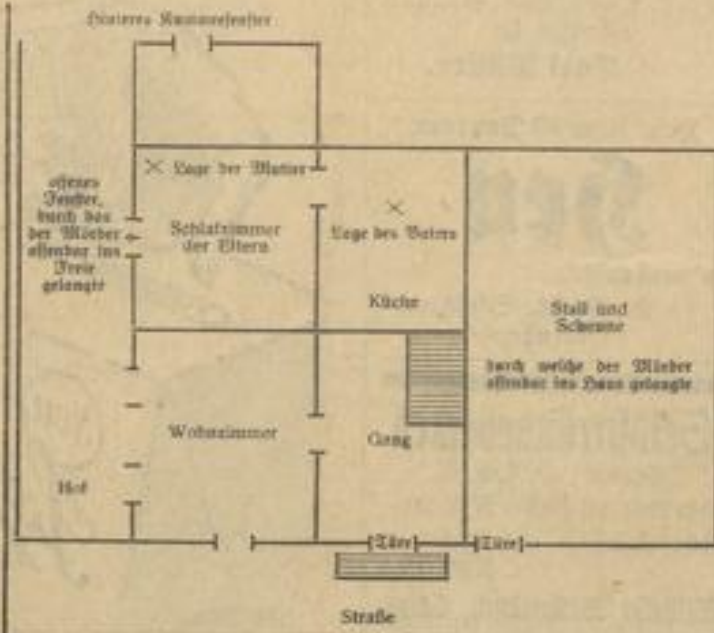 Hinteres Kammerfenster
× Lage der Mutter
offenes
Fenster,
durch das
der Mörder
offenbar ins
Freie
gelangte
Schlafzimmer
der Eltern
×
Lage des Vaters
Küche
Stall und
Scheune
durch welche der Mörder
offenbar ins Haus gelangte
Wohnzimmer
Gang
Hof
[Türe]
[Türe]
Straße